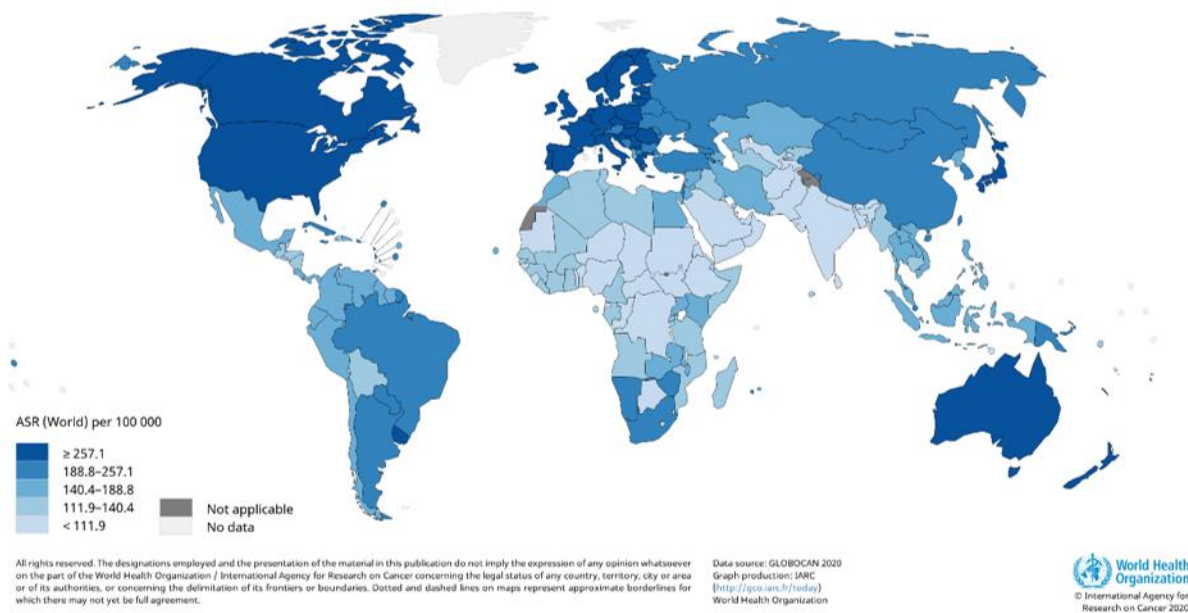 ASR (World) per 100 000
≥ 257.1
188.8–257.1
140.4–188.8
111.9–140.4
< 111.9
Not applicable
No data
All rights reserved. The designations employed and the presentation of the material in this publication do not imply the expression of any opinion whatsoever
on the part of the World Health Organization / International Agency for Research on Cancer concerning the legal status of any country, territory, city or area
or of its authorities, or concerning the delimitation of its frontiers or boundaries. Dotted and dashed lines on maps represent approximate borderlines for
which there may not yet be full agreement.
Data source: GLOBOCAN 2020
Graph production: IARC
(http://gco.iarc.fr/today)
World Health Organization
World Health
Organization
© International Agency for
Research on Cancer 2020